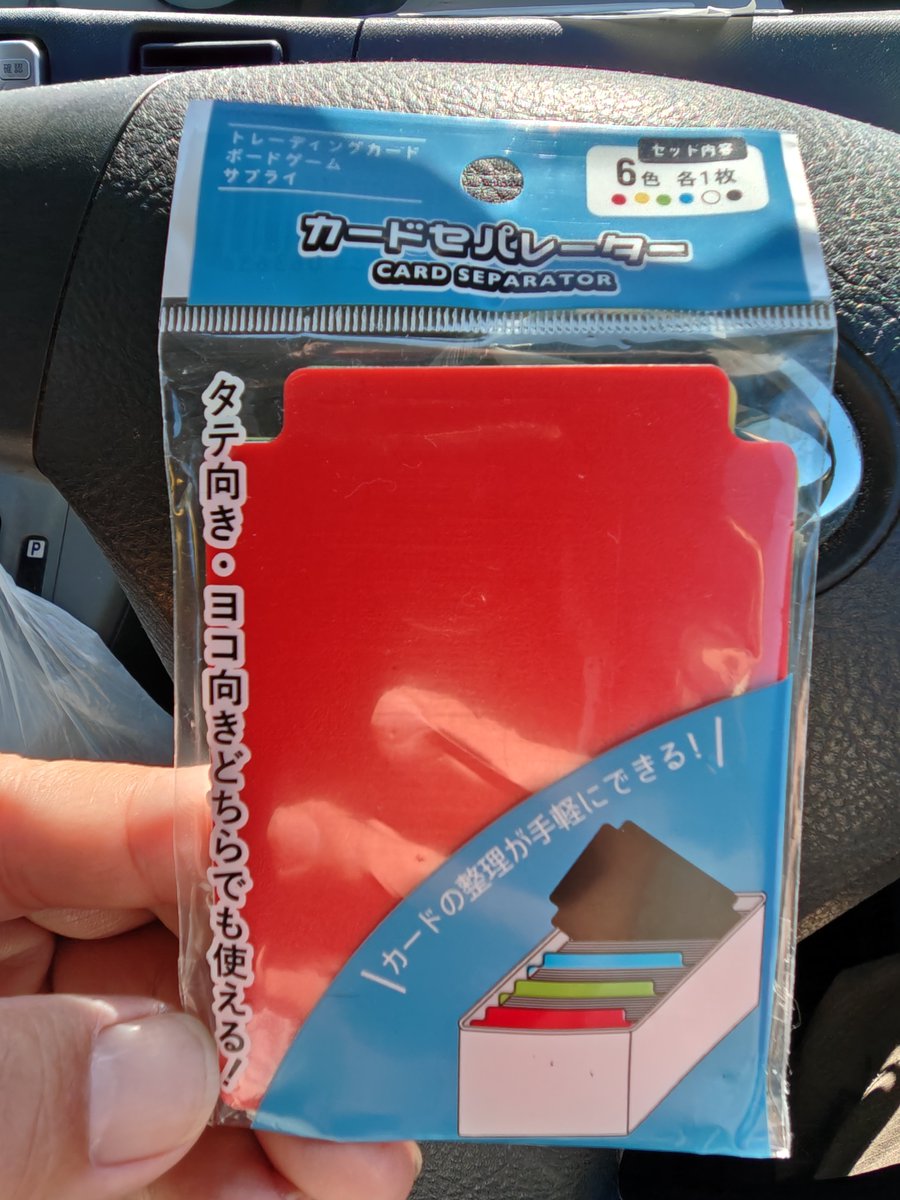 確認
トレーディングカード
ボードゲーム
サプライ
セット内容
6色 各1枚
カードセパレーター
CARD SEPARATOR
タテ向き・ヨコ向きどちらでも使える!
カードの整理が手軽にできる!
P